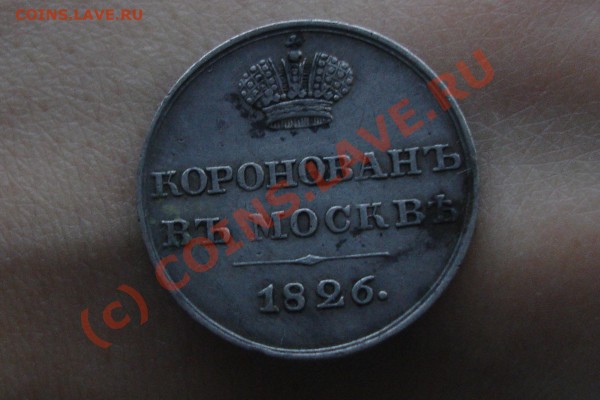 COINS.LAVE.RU
COINS.LAVE.RU
КОРОНОВАНЪ
ВЪ МОСКВѢ
1826.
(c) COINS.LAVE.RU